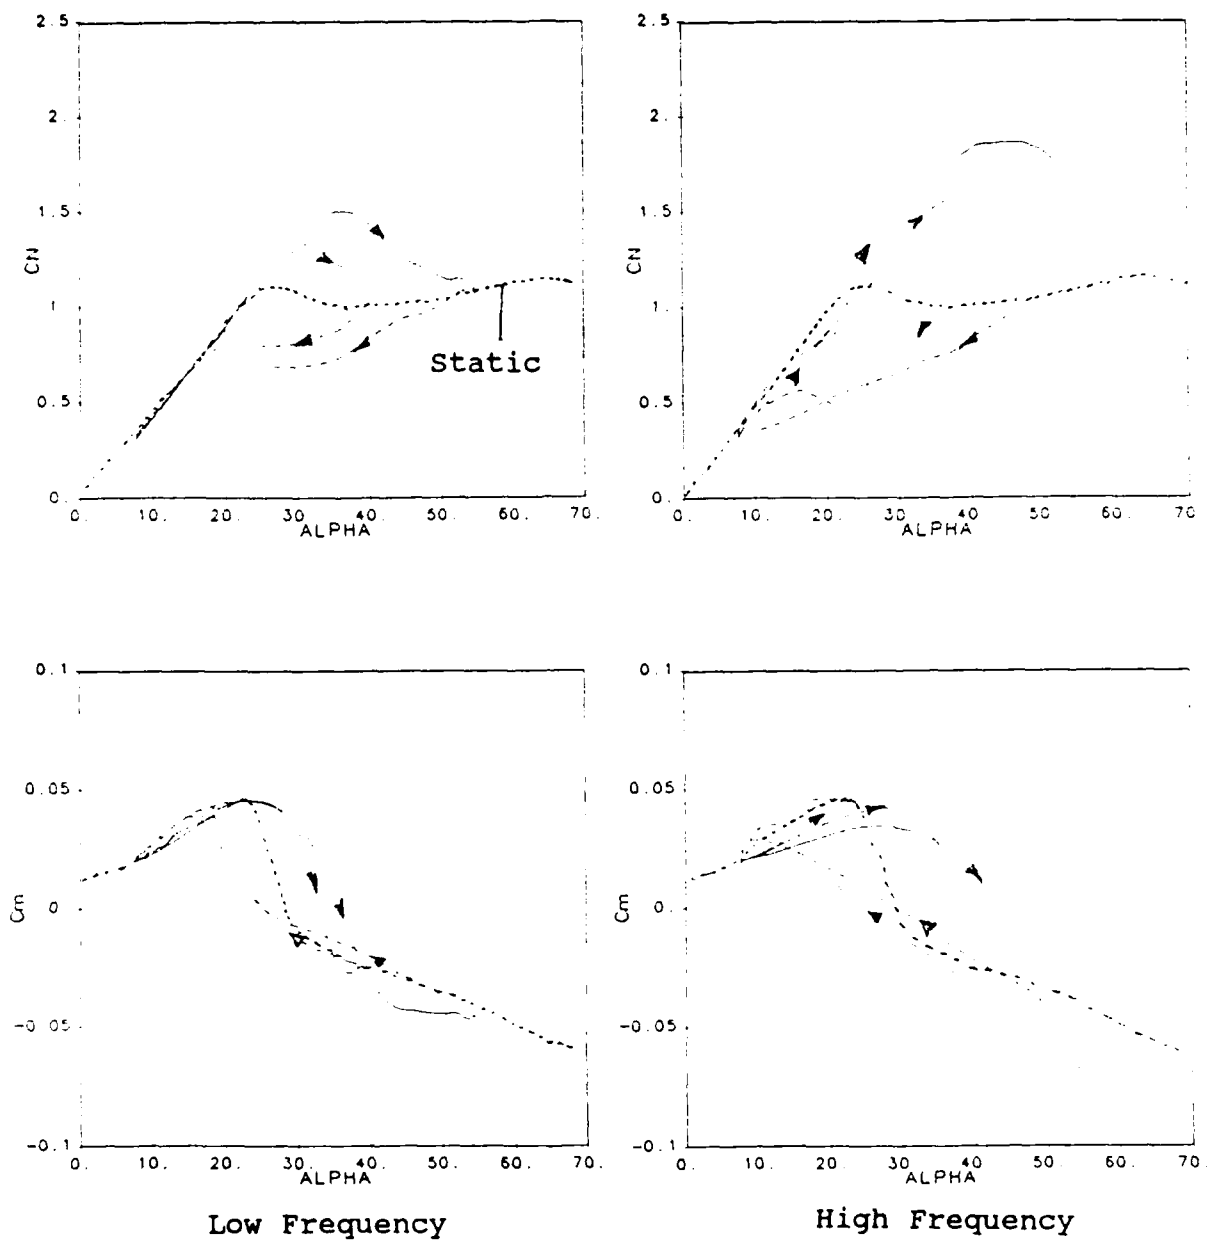 2.5
2.
1.5
1
0.5
0.
CN
0. 10. 20. 30 40. 50. 60. 70.
ALPHA
Static
2.5
2.
1.5
1
0.5
0.
CN
0. 10. 20. 30 40. 50 60. 70
ALPHA
0.1
0.05
0
-0.05
-0.1
Cm
0. 10. 20. 30. 40. 50. 60. 70.
ALPHA
Low Frequency
0.1
0.05
0.
-0.05
-0.1
Cm
0. 10. 20. 30. 40 50. 60. 70.
ALPHA
High Frequency